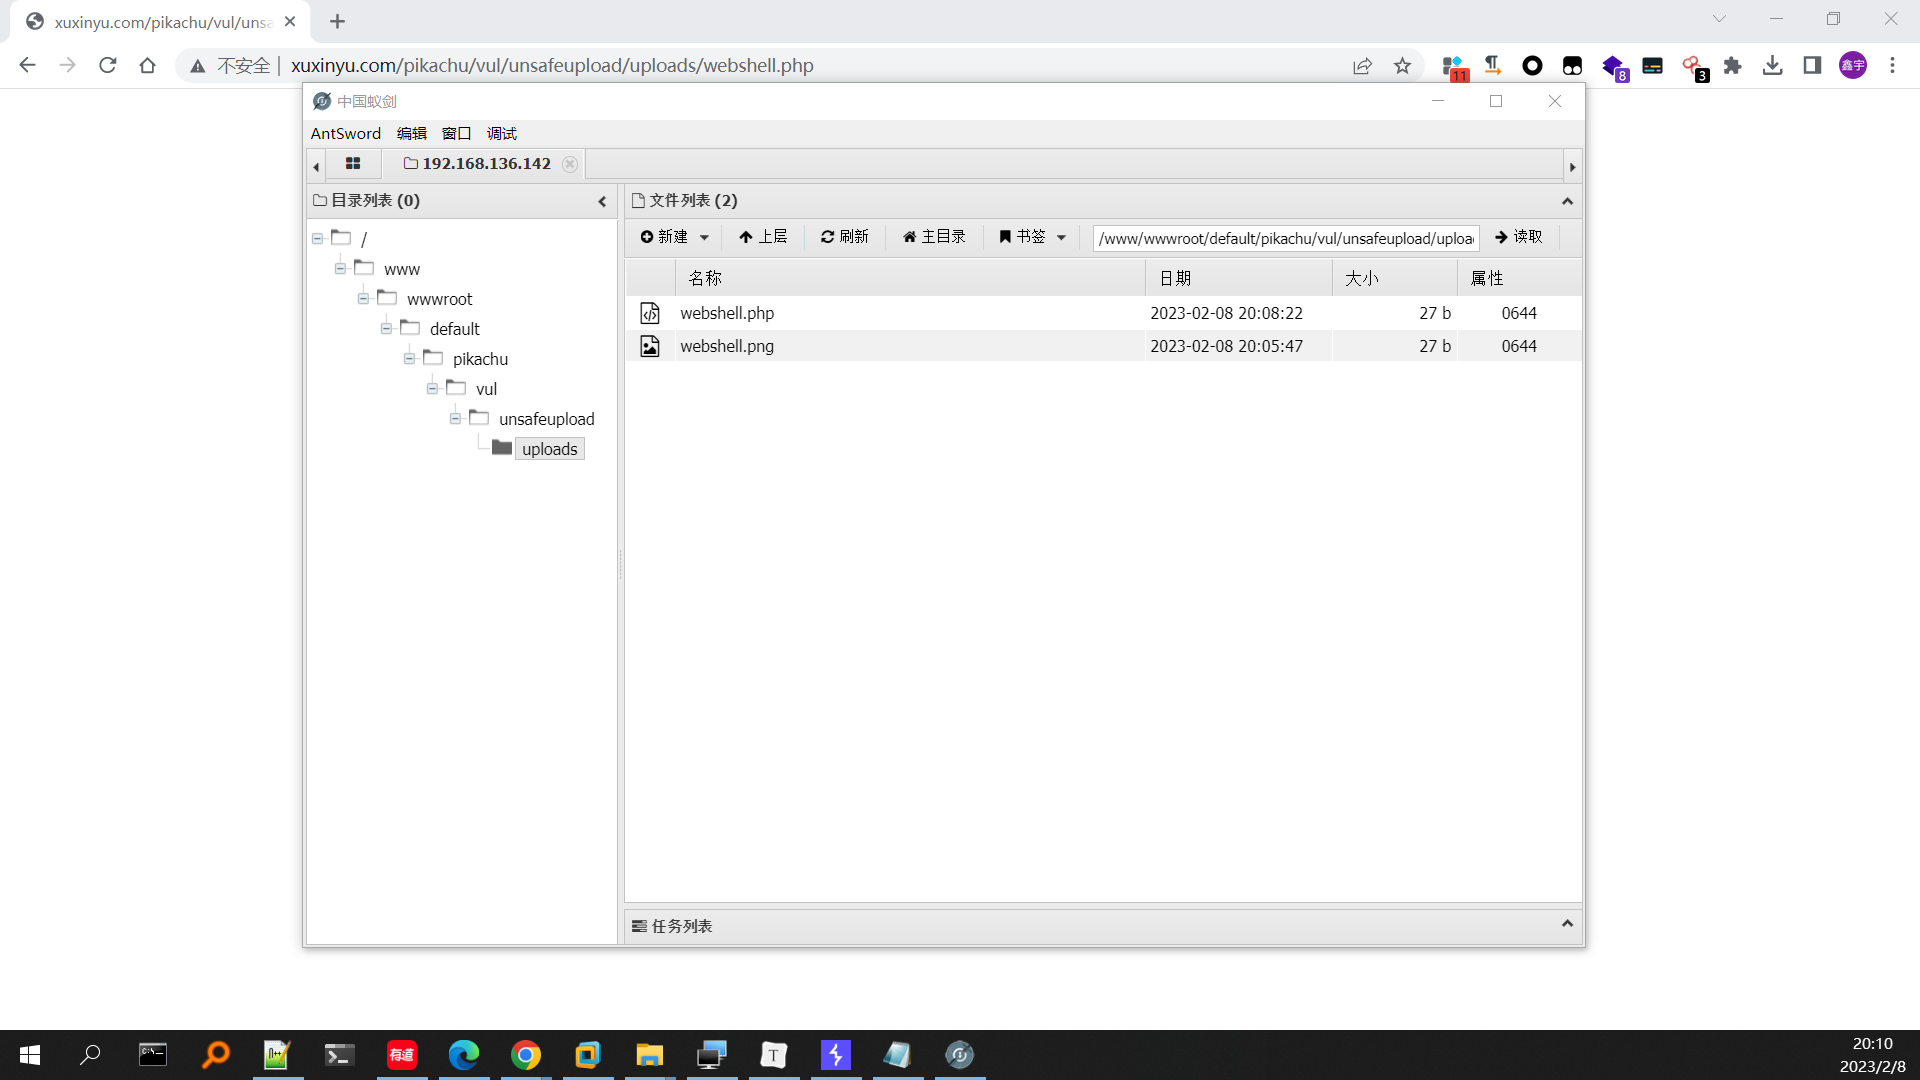 xuxinyu.com/pikachu/vul/unsa
不安全 xuxinyu.com/pikachu/vul/unsafeupload/uploads/webshell.php
11
8
3
鑫宇
中国蚁剑
AntSword 编辑 窗口 调试
192.168.136.142
目录列表 (0)
/
www
wwwroot
default
pikachu
vul
unsafeupload
uploads
文件列表 (2)
新建 上层 刷新 主目录 书签 /www/wwwroot/default/pikachu/vul/unsafeupload/uploa 读取
名称 日期 大小 属性
webshell.php 2023-02-08 20:08:22 27 b 0644
webshell.png 2023-02-08 20:05:47 27 b 0644
任务列表
有道
T
20:10
2023/2/8